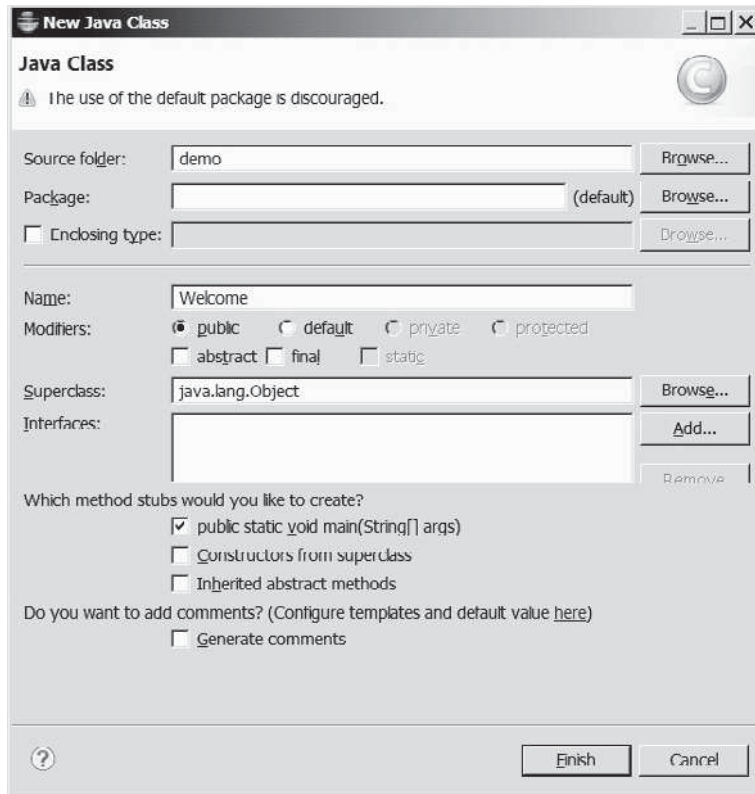 New Java Class
Java Class
The use of the default package is discouraged.
Source folder: demo Browse...
Package: (default) Browse...
Enclosing type: Browse...
Name: Welcome
Modifiers: public default private protected
abstract final static
Superclass: java.lang.Object Browse...
Interfaces: Add...
Remove
Which method stubs would you like to create?
public static void main(String[] args)
Constructors from superclass
Inherited abstract methods
Do you want to add comments? (Configure templates and default value here)
Generate comments
? Finish Cancel